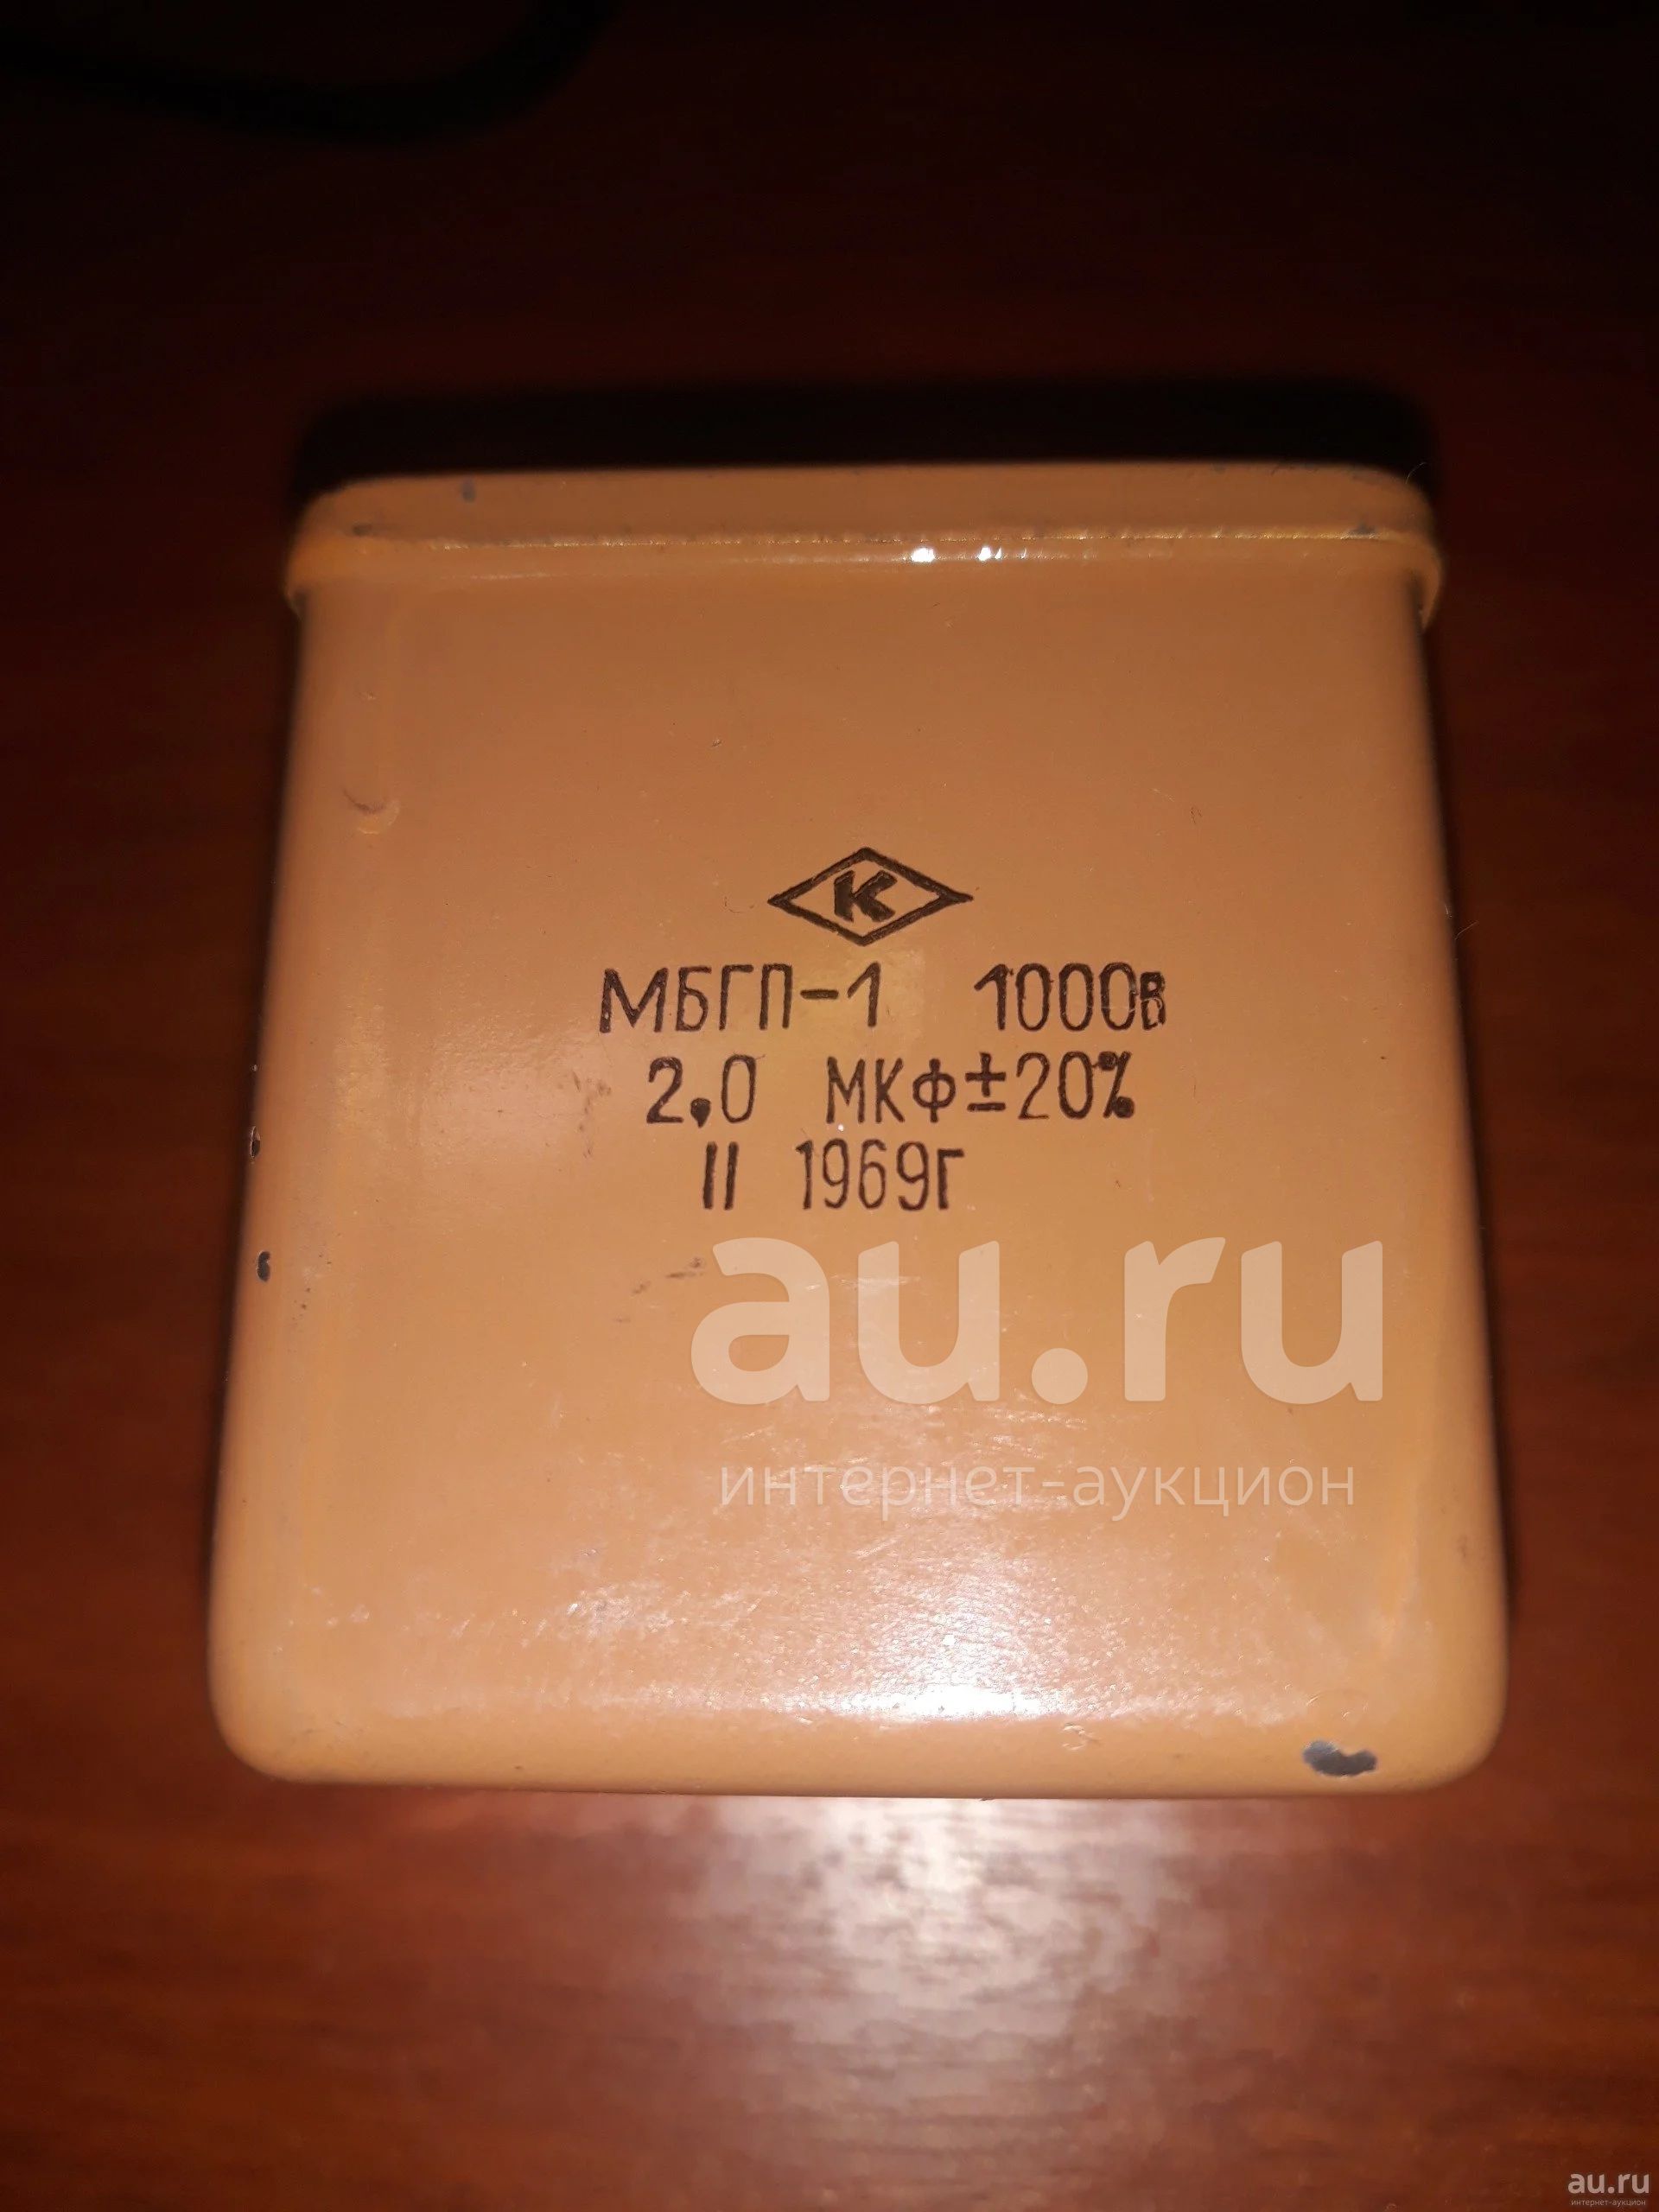 К
МБГП-1 1000в
2,0 МКФ±20%
II 1969г
au.ru
интернет-аукцион
au.ru
интернет-аукцион